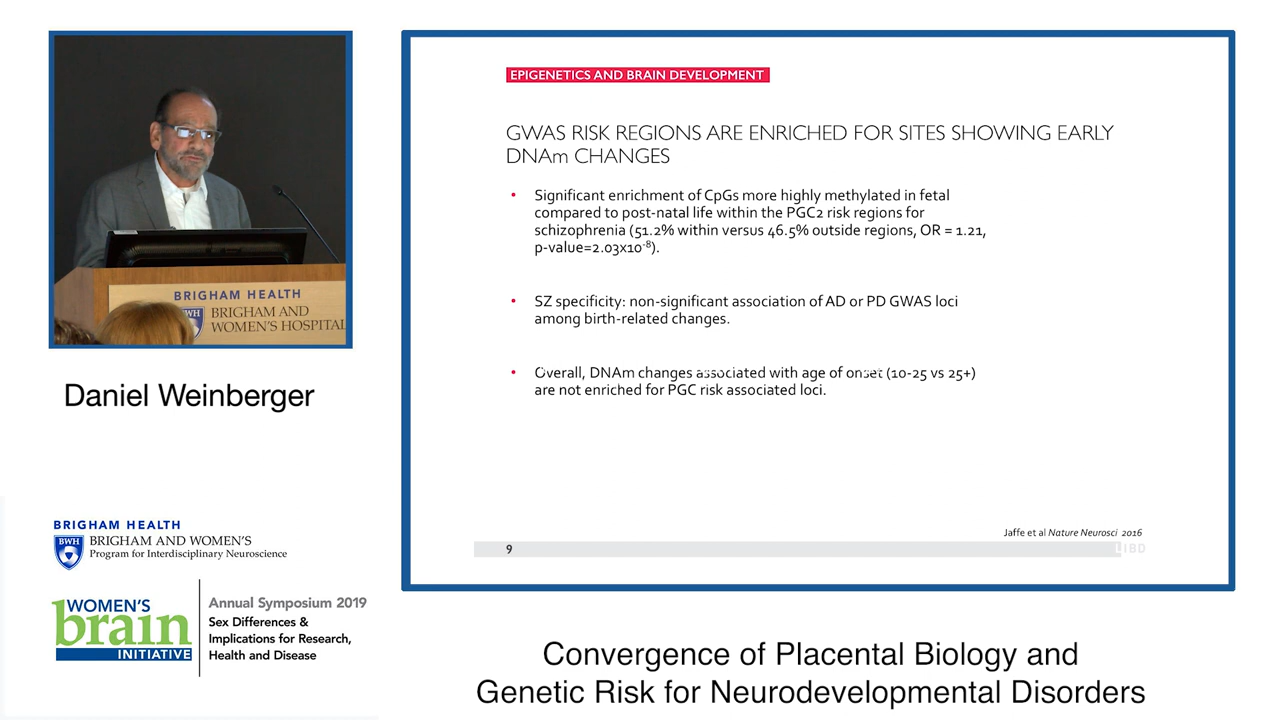 BRIGHAM HEALTH
BWH
BRIGHAM AND
WOMEN'S HOSPITAL
Daniel Weinberger
BRIGHAM HEALTH
BWH
BRIGHAM AND WOMEN'S
Program for Interdisciplinary Neuroscience
WOMEN'S
brain
INITIATIVE
Annual Symposium 2019
Sex Differences &
Implications for Research,
Health and Disease
EPIGENETICS AND BRAIN DEVELOPMENT
GWAS RISK REGIONS ARE ENRICHED FOR SITES SHOWING EARLY
DNAm CHANGES
• Significant enrichment of CpGs more highly methylated in fetal
compared to post-natal life within the PGC2 risk regions for
schizophrenia (51.2% within versus 46.5% outside regions, OR = 1.21,
p-value=2.03x10⁻⁸).
• SZ specificity: non-significant association of AD or PD GWAS loci
among birth-related changes.
• Overall, DNAm changes associated with age of onset (10-25 vs 25+)
are not enriched for PGC risk associated loci.
Jaffe et al Nature Neurosci 2016
9
LIBD
Convergence of Placental Biology and
Genetic Risk for Neurodevelopmental Disorders